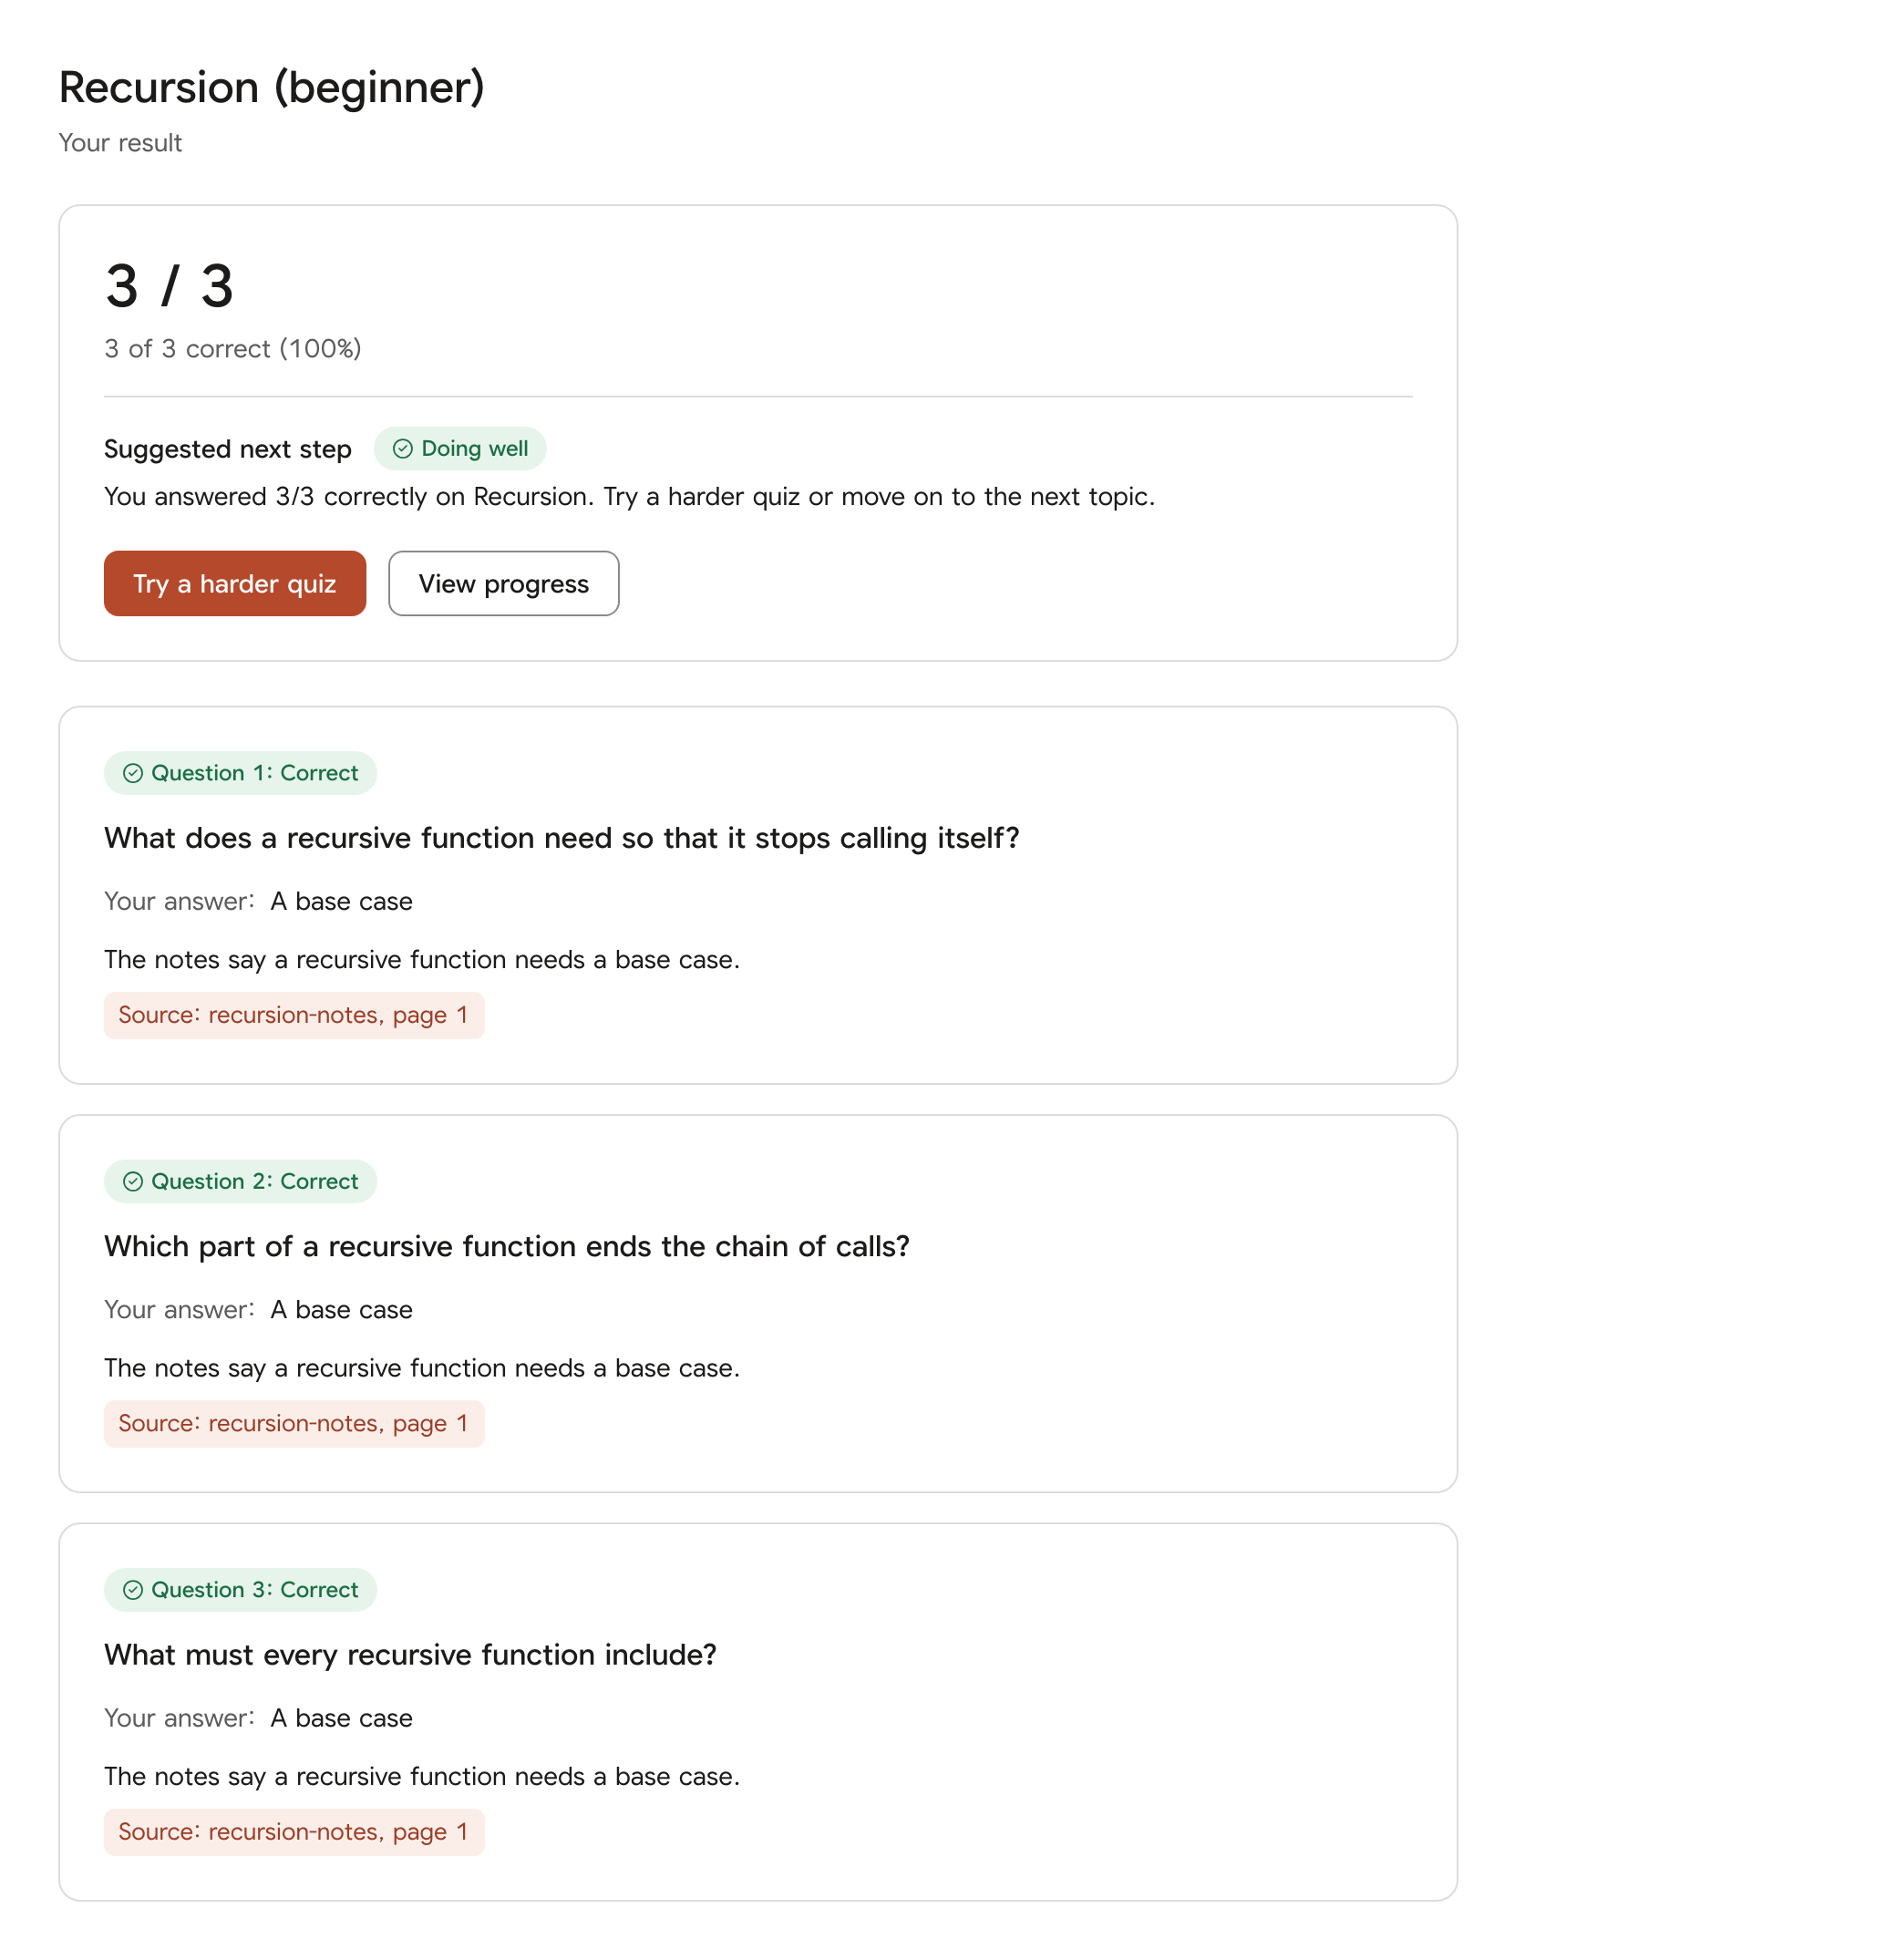 Recursion (beginner)
Your result
3 / 3
3 of 3 correct (100%)
Suggested next step Doing well
You answered 3/3 correctly on Recursion. Try a harder quiz or move on to the next topic.
Try a harder quiz View progress
Question 1: Correct
What does a recursive function need so that it stops calling itself?
Your answer: A base case
The notes say a recursive function needs a base case.
Source: recursion-notes, page 1
Question 2: Correct
Which part of a recursive function ends the chain of calls?
Your answer: A base case
The notes say a recursive function needs a base case.
Source: recursion-notes, page 1
Question 3: Correct
What must every recursive function include?
Your answer: A base case
The notes say a recursive function needs a base case.
Source: recursion-notes, page 1